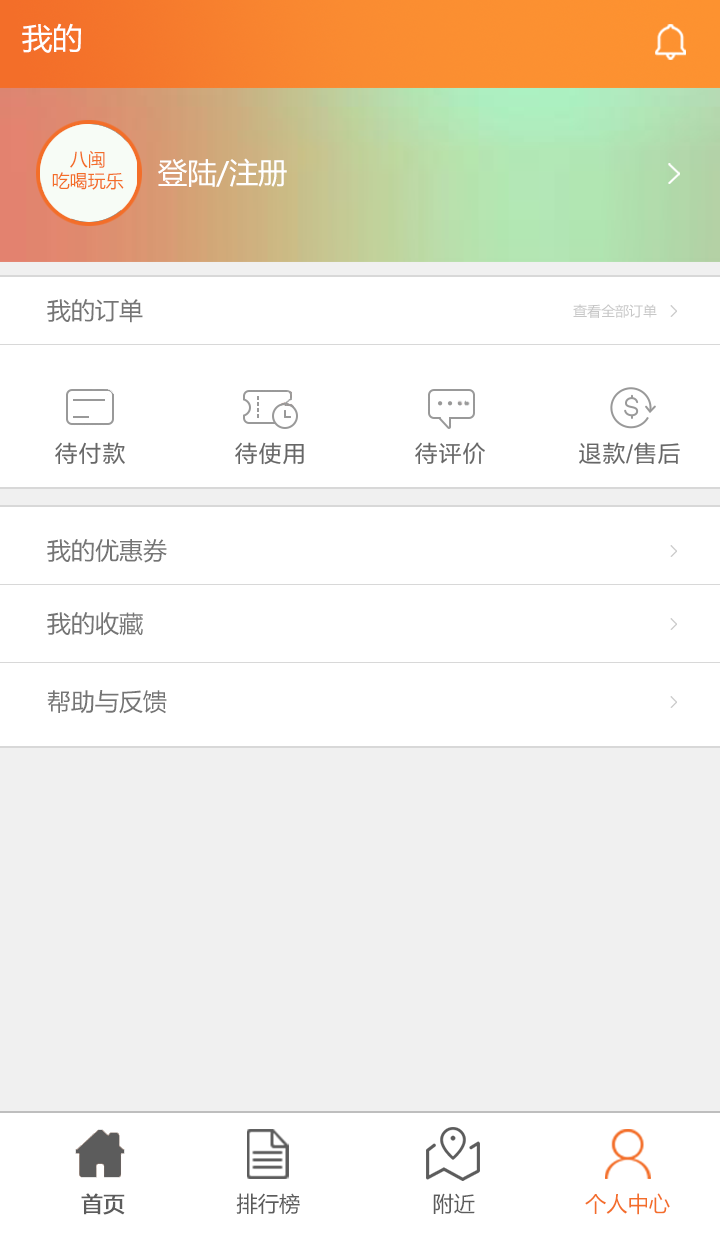 我的
八闽
吃喝玩乐
登陆/注册
我的订单
查看全部订单
待付款
待使用
待评价
退款/售后
我的优惠券
我的收藏
帮助与反馈
首页
排行榜
附近
个人中心